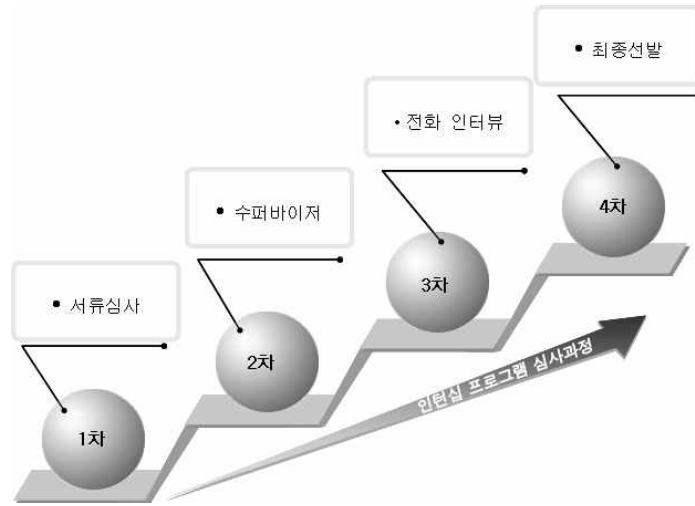 • 최종선발
• 전화 인터뷰
• 수퍼바이저
• 서류심사
4차
3차
2차
1차
인턴십 프로그램 심사과정